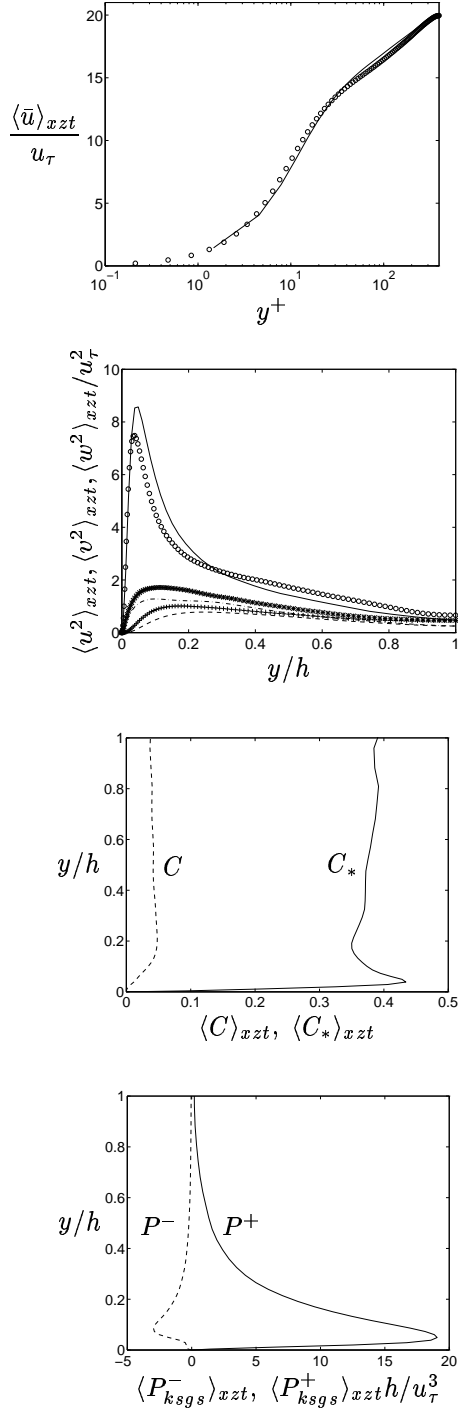 20
15
10
5
0
⟨ū⟩xzt / uτ
10⁻¹ 10⁰ 10¹ 10²
y⁺
10
8
6
4
2
0
⟨u²⟩xzt, ⟨v²⟩xzt, ⟨w²⟩xzt/uτ²
0 0.2 0.4 0.6 0.8 1
y/h
1
0.8
0.6
0.4
0.2
0
y/h
C C*
0 0.1 0.2 0.3 0.4 0.5
⟨C⟩xzt, ⟨C*⟩xzt
1
0.8
0.6
0.4
0.2
0
y/h
P⁻ P⁺
−5 0 5 10 15 20
⟨P⁻ksgs⟩xzt, ⟨P⁺ksgs⟩xzt h/uτ³